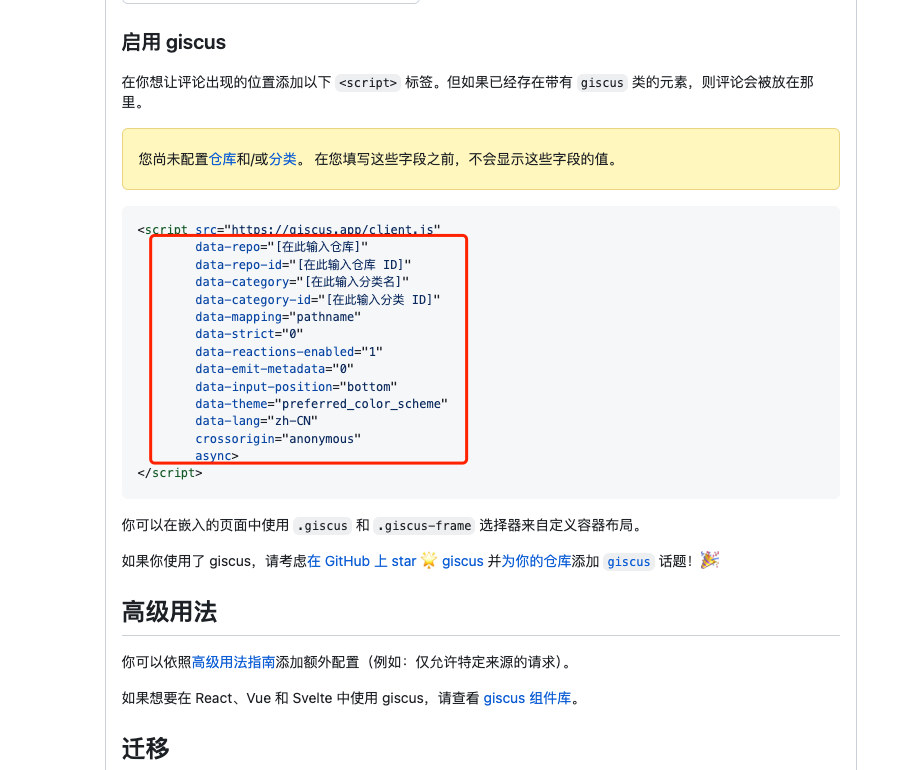 启用 giscus
在你想让评论出现的位置添加以下 <script> 标签。但如果已经存在带有 giscus 类的元素，则评论会被放在那
里。
您尚未配置仓库和/或分类。 在您填写这些字段之前，不会显示这些字段的值。
<script src="https://giscus.app/client.js"
data-repo="[在此输入仓库]"
data-repo-id="[在此输入仓库 ID]"
data-category="[在此输入分类名]"
data-category-id="[在此输入分类 ID]"
data-mapping="pathname"
data-strict="0"
data-reactions-enabled="1"
data-emit-metadata="0"
data-input-position="bottom"
data-theme="preferred_color_scheme"
data-lang="zh-CN"
crossorigin="anonymous"
async>
</script>
你可以在嵌入的页面中使用 .giscus 和 .giscus-frame 选择器来自定义容器布局。
如果你使用了 giscus，请考虑在 GitHub 上 star 🌟 giscus 并为你的仓库添加 giscus 话题！🎉
高级用法
你可以依照高级用法指南添加额外配置（例如：仅允许特定来源的请求）。
如果想要在 React、Vue 和 Svelte 中使用 giscus，请查看 giscus 组件库。
迁移